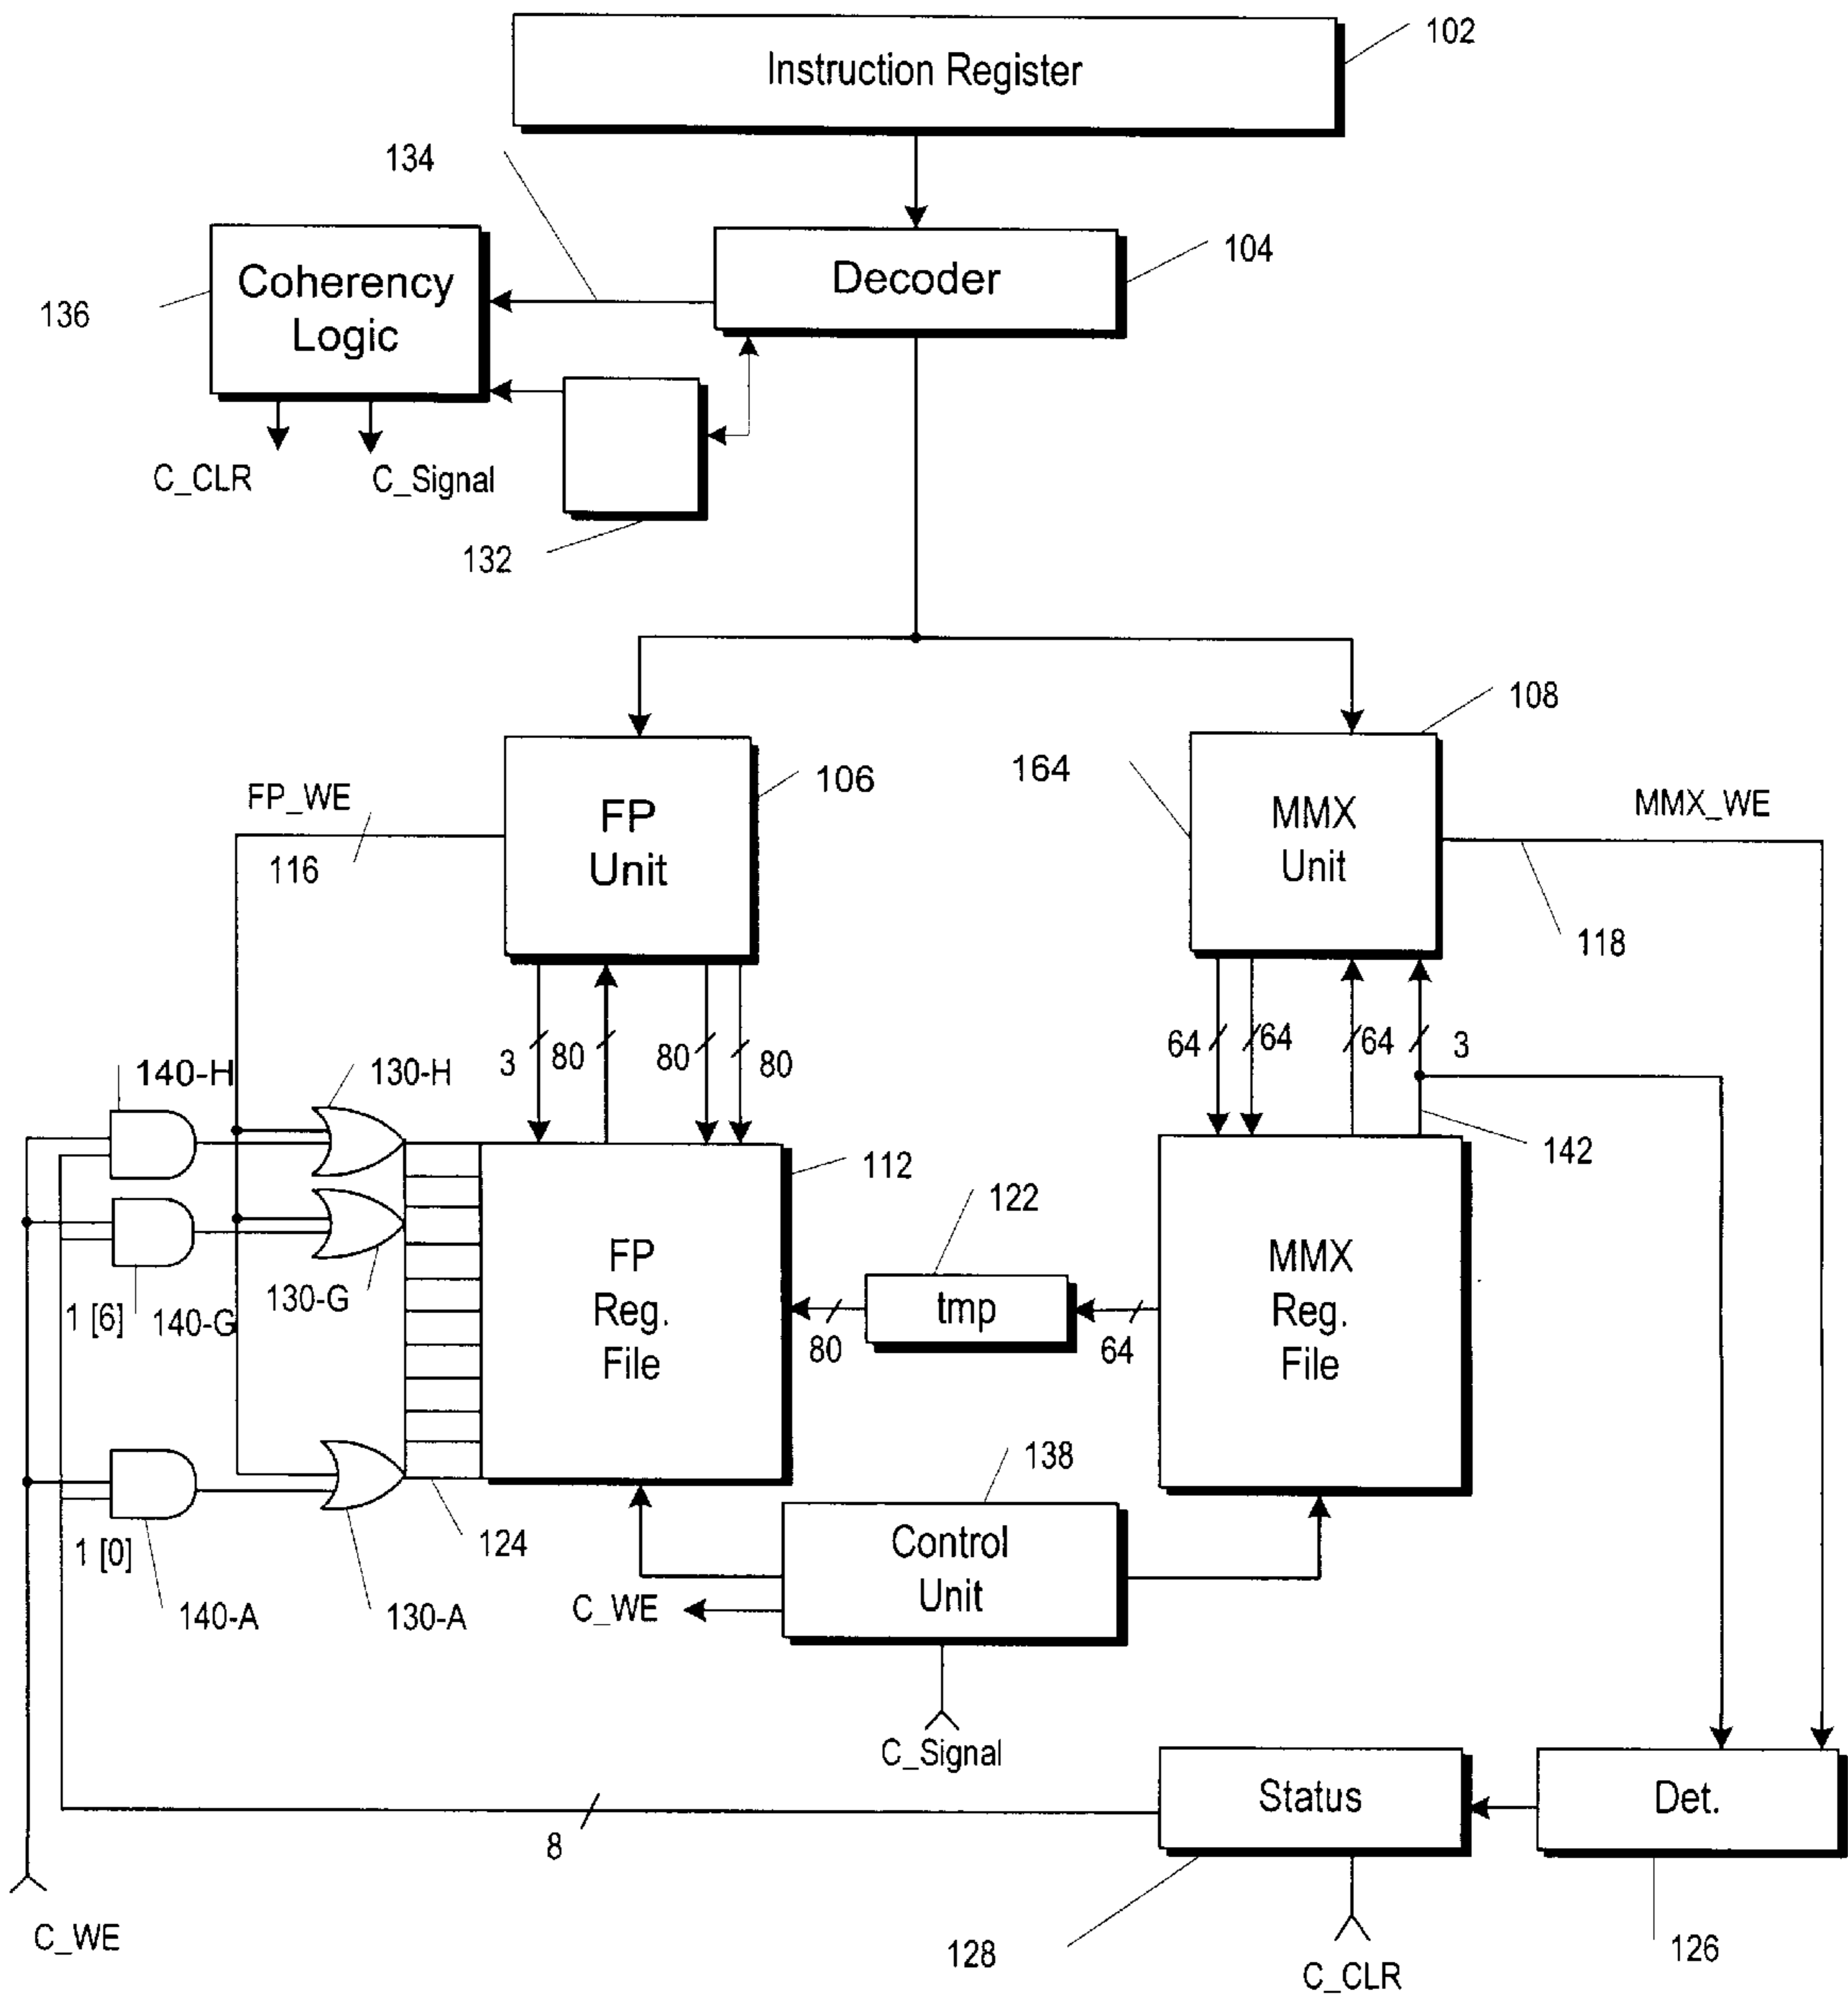 102
Instruction Register
134
104
Decoder
Coherency
Logic
136
C_CLR
C_Signal
132
108
106
164
FP_WE
MMX_WE
FP
Unit
MMX
Unit
116
118
3
80
80
80
64
64
64
3
140-H
130-H
142
112
122
FP
Reg.
File
MMX
Reg.
File
130-G
tmp
1 [6]
140-G
80
64
138
Control
Unit
124
1 [0]
C_WE
140-A
130-A
C_Signal
Status
Det.
8
C_WE
128
126
C_CLR